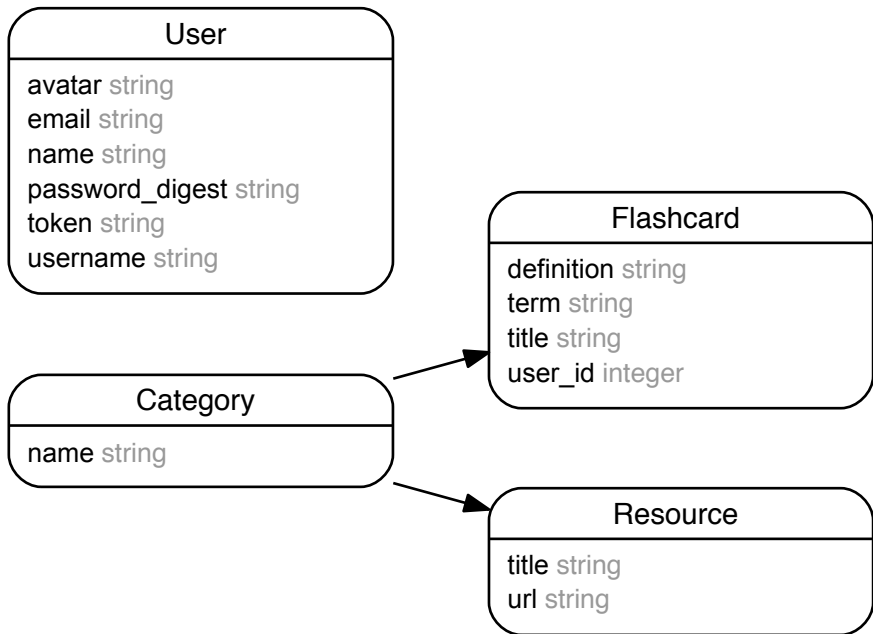 User
avatar string
email string
name string
password_digest string
token string
username string
Flashcard
definition string
term string
title string
user_id integer
Category
name string
Resource
title string
url string